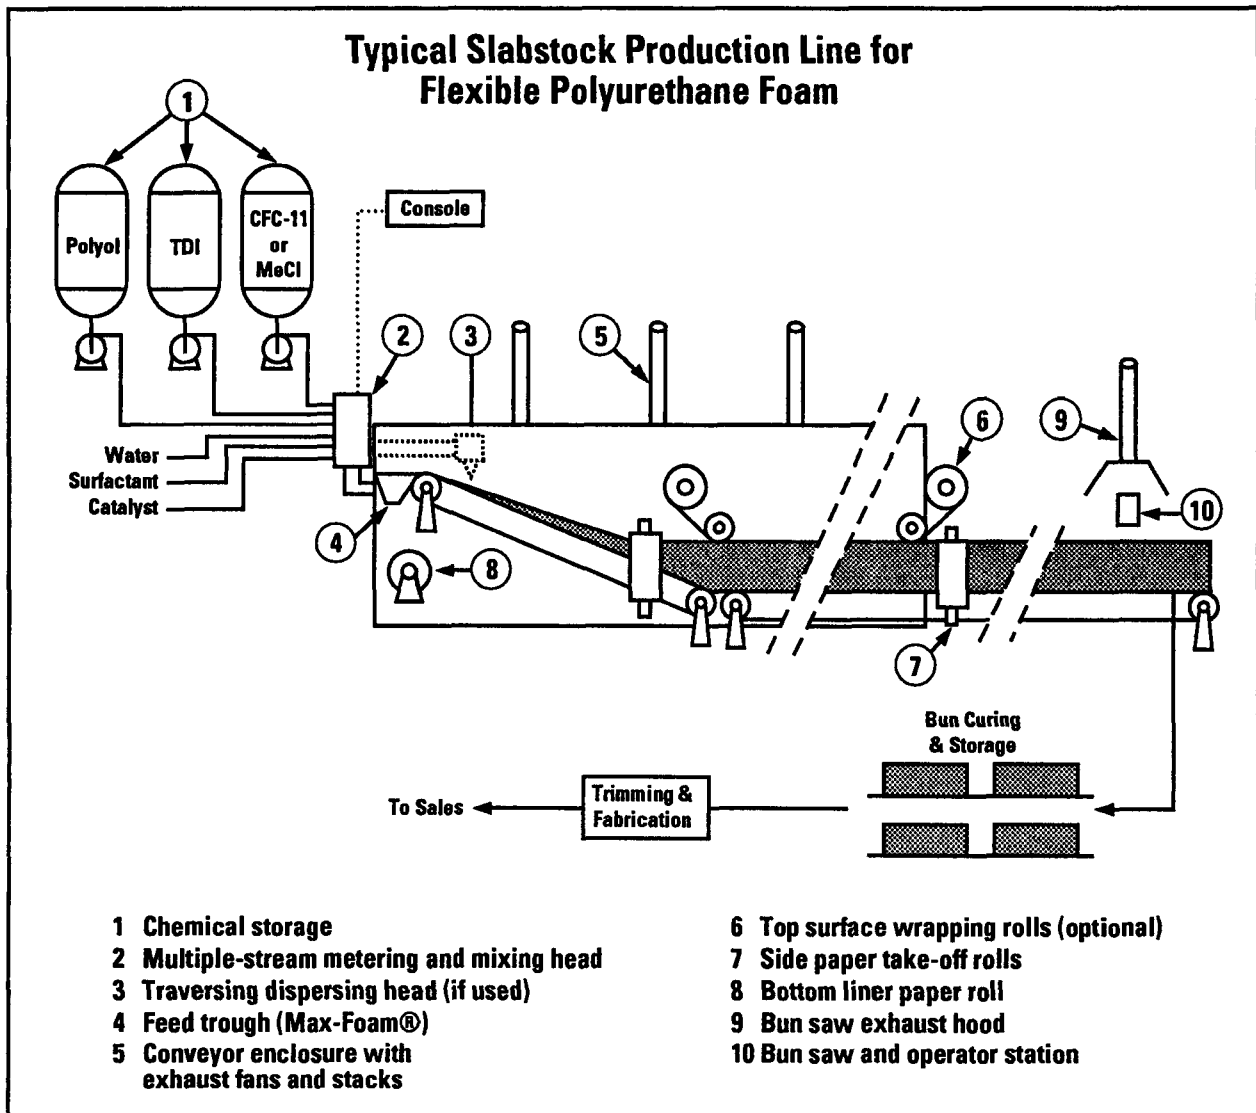 Typical Slabstock Production Line for
Flexible Polyurethane Foam
1
Polyol
TDI
CFC-11
or
MeCl
Console
2
3
5
6
9
10
Water
Surfactant
Catalyst
4
8
7
Bun Curing
& Storage
To Sales
Trimming &
Fabrication
1 Chemical storage
2 Multiple-stream metering and mixing head
3 Traversing dispersing head (if used)
4 Feed trough (Max-Foam®)
5 Conveyor enclosure with
exhaust fans and stacks
6 Top surface wrapping rolls (optional)
7 Side paper take-off rolls
8 Bottom liner paper roll
9 Bun saw exhaust hood
10 Bun saw and operator station